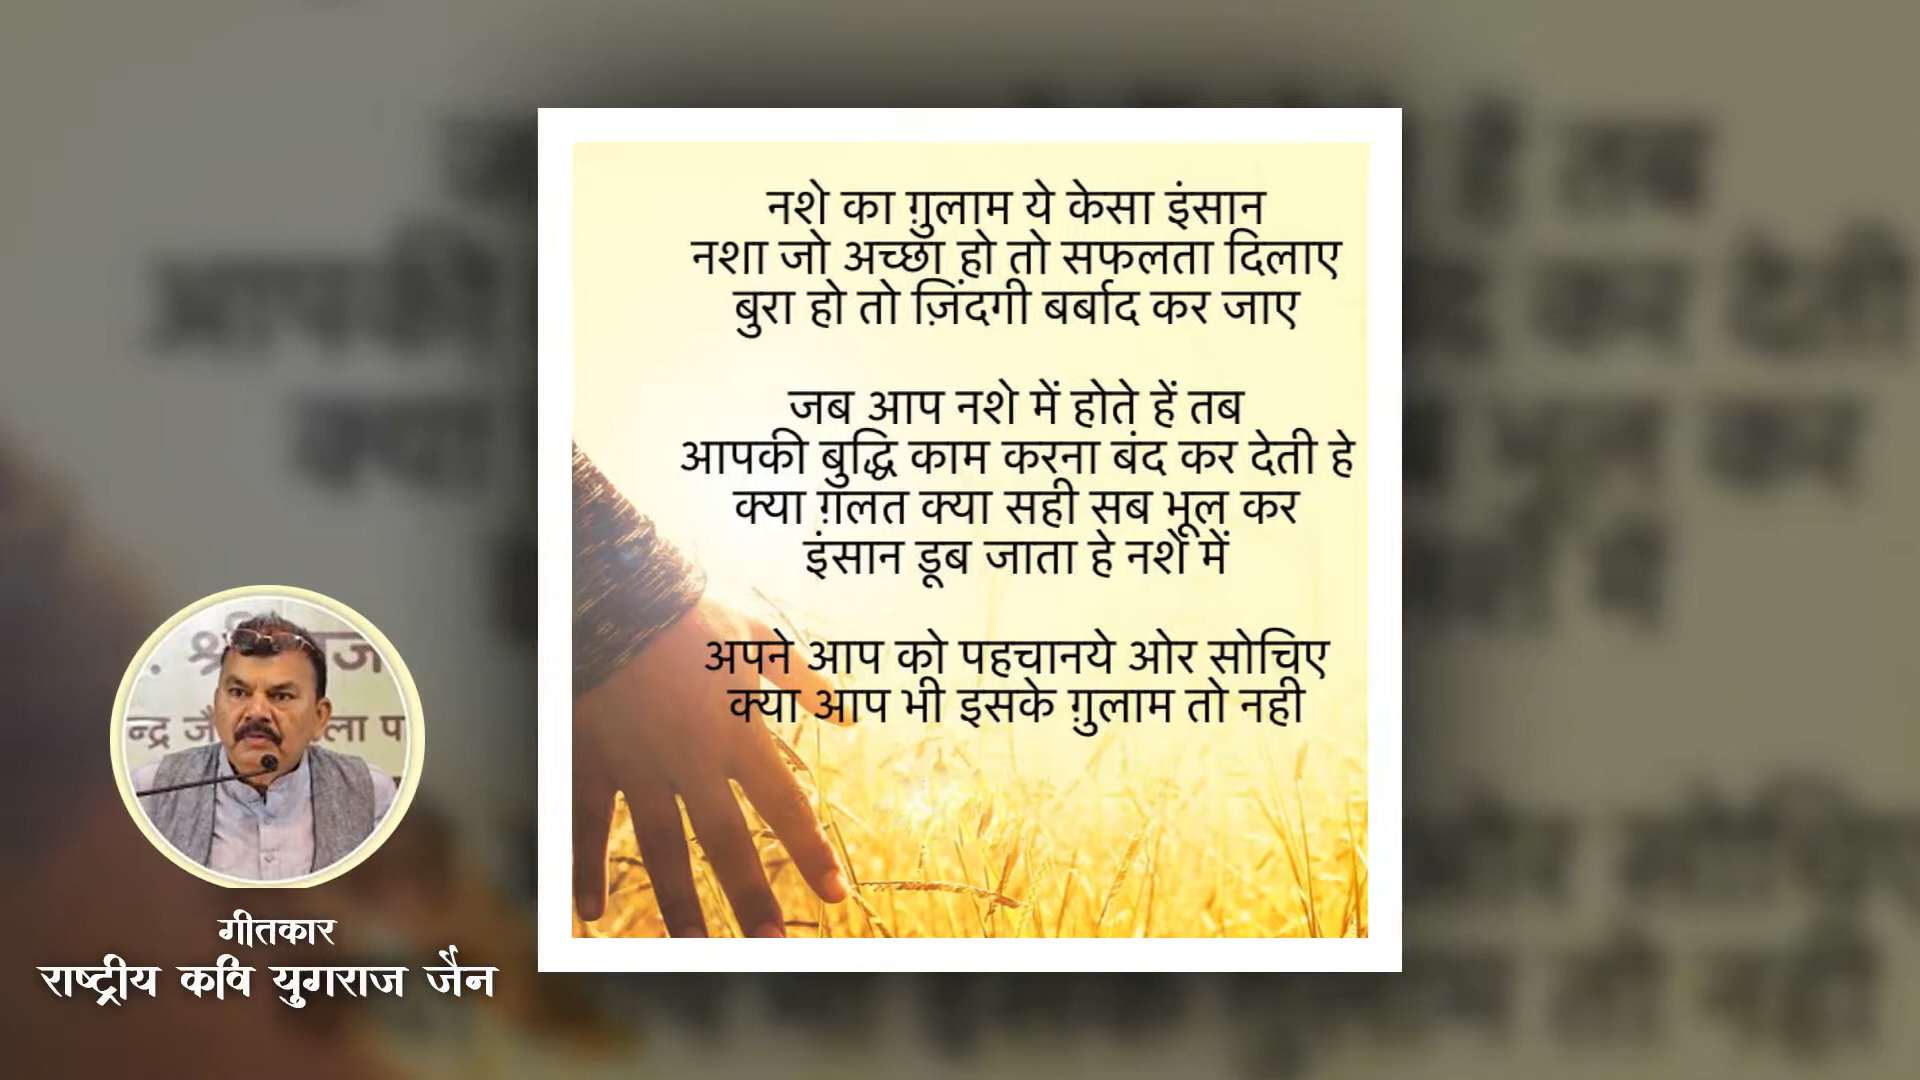 नशे का ग़ुलाम ये केसा इंसान
नशा जो अच्छा हो तो सफलता दिलाए
बुरा हो तो ज़िंदगी बर्बाद कर जाए
जब आप नशे में होते हें तब
आपकी बुद्धि काम करना बंद कर देती हे
क्या ग़लत क्या सही सब भूल कर
इंसान डूब जाता हे नशे में
अपने आप को पहचानये ओर सोचिए
क्या आप भी इसके ग़ुलाम तो नही
गीतकार
राष्ट्रीय कवि युगराज जैन